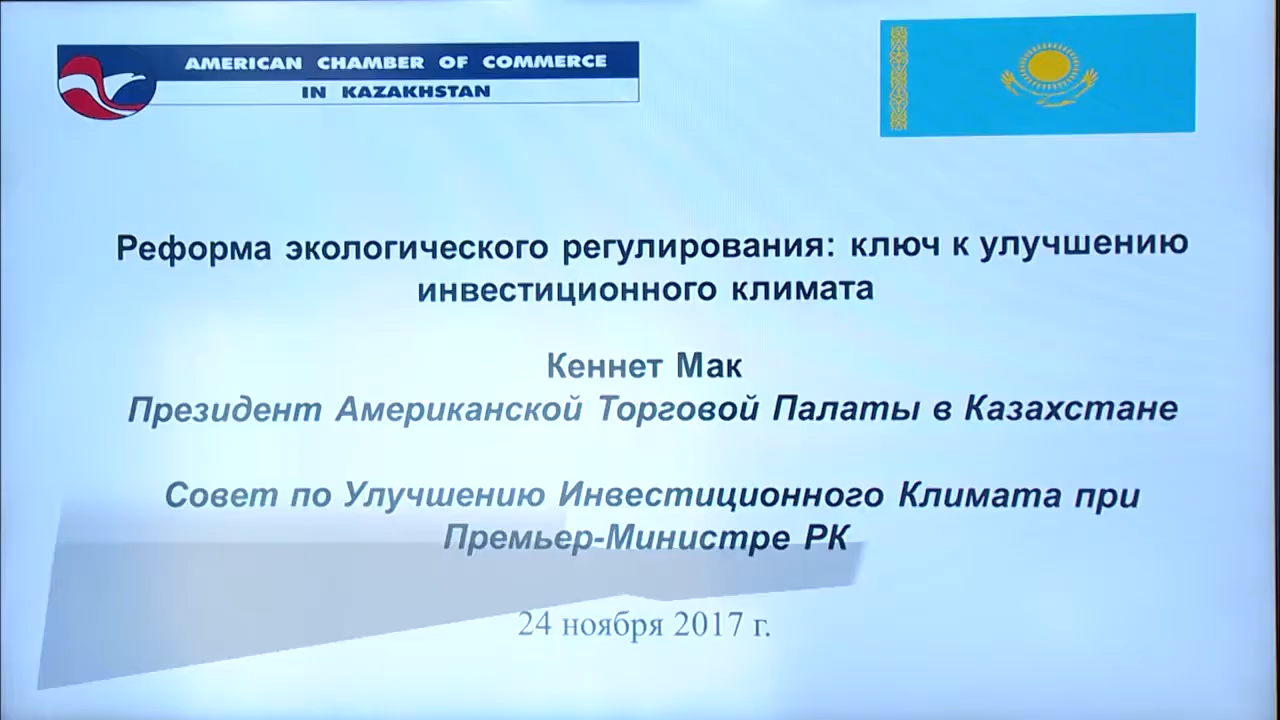 AMERICAN CHAMBER OF COMMERCE
IN KAZAKHSTAN
Реформа экологического регулирования: ключ к улучшению
инвестиционного климата
Кеннет Мак
Президент Американской Торговой Палаты в Казахстане
Совет по Улучшению Инвестиционного Климата при
Премьер-Министре РК
24 ноября 2017 г.